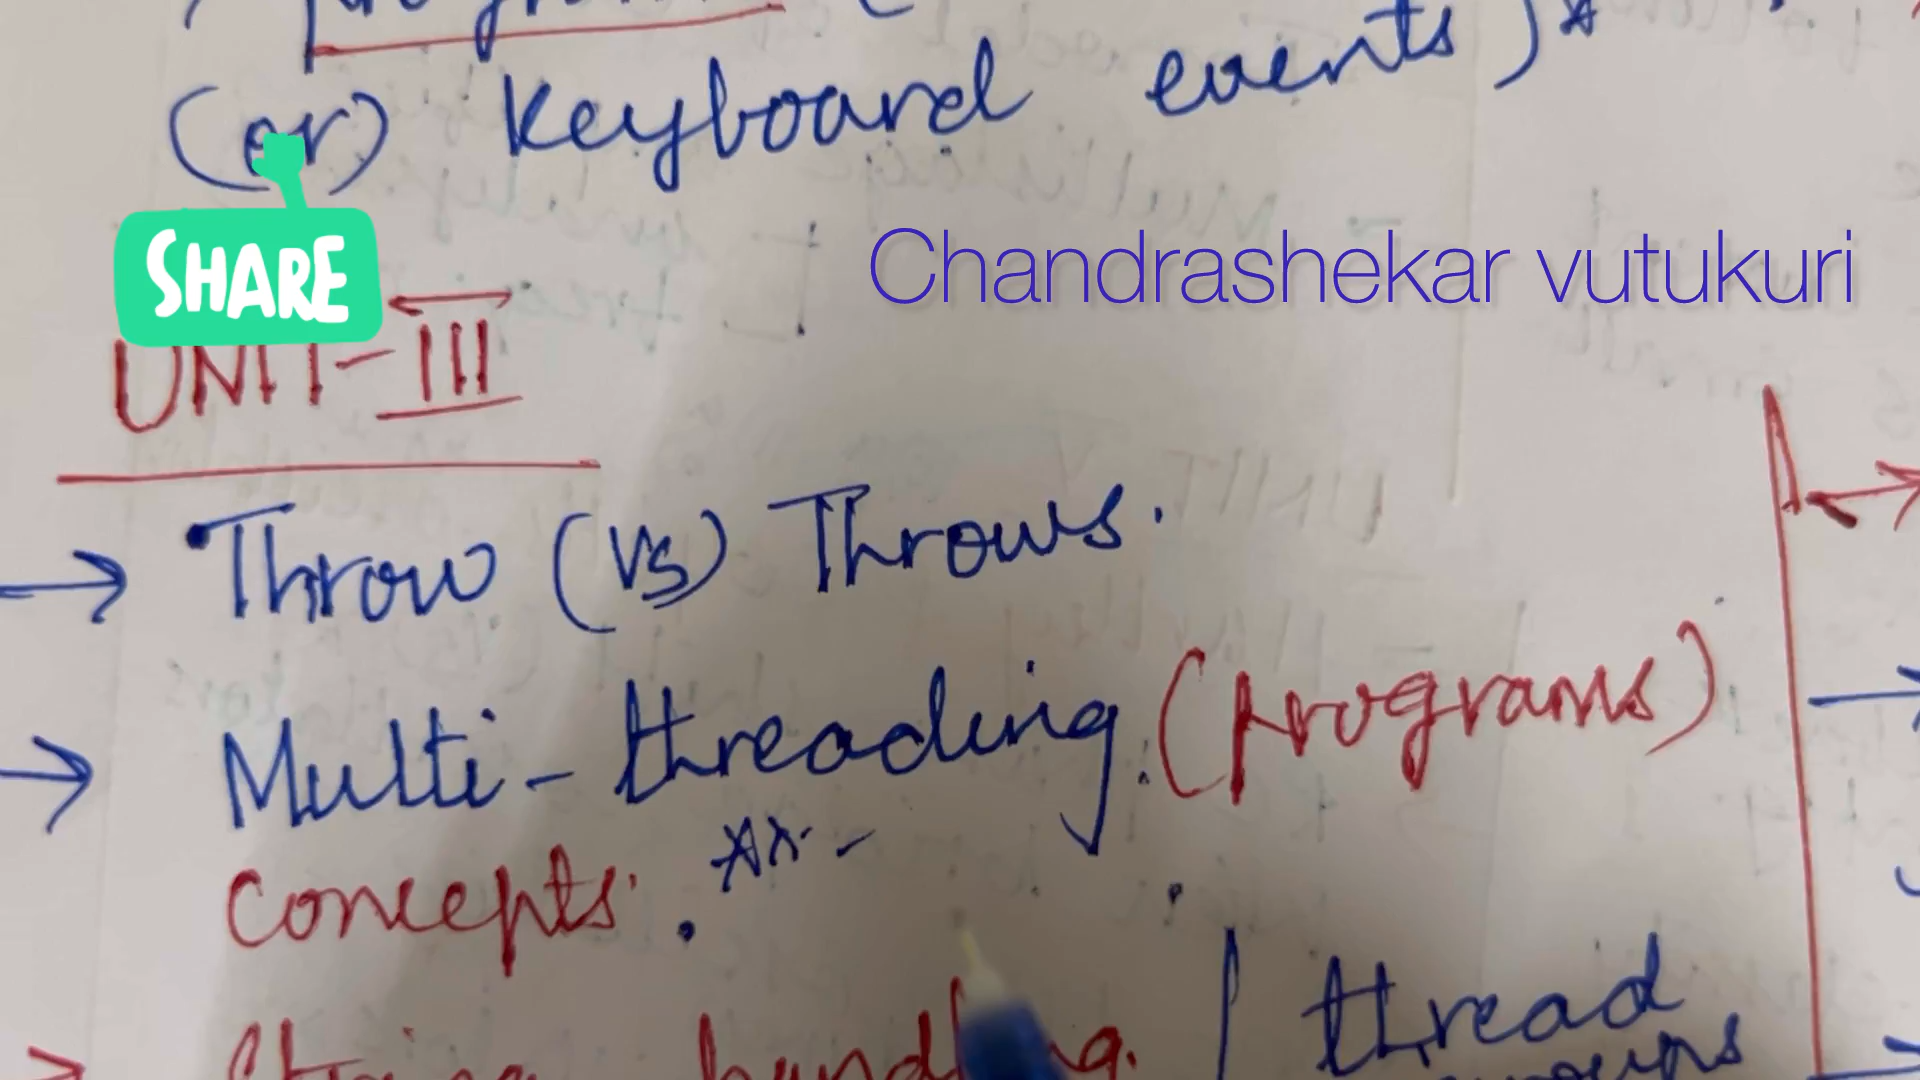 (or) Keyboard events)*
SHARE
Chandrashekar vutukuri
UNIT-III
Throw (vs) Throws.
Multi-threading. (programs)
concepts. **-
thread